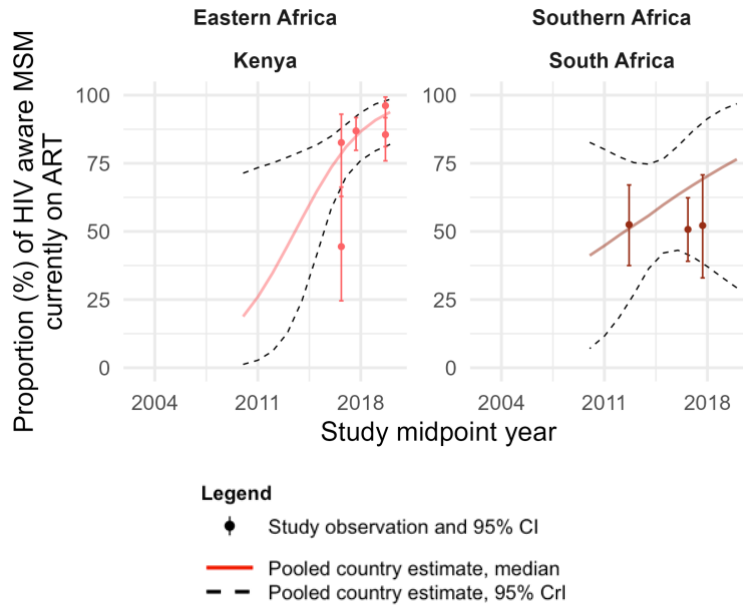 Eastern Africa
Southern Africa
Kenya
South Africa
Proportion (%) of HIV aware MSM
currently on ART
100
75
50
25
0
100
75
50
25
0
2004
2011
2018
2004
2011
2018
Study midpoint year
Legend
Study observation and 95% CI
Pooled country estimate, median
Pooled country estimate, 95% CrI